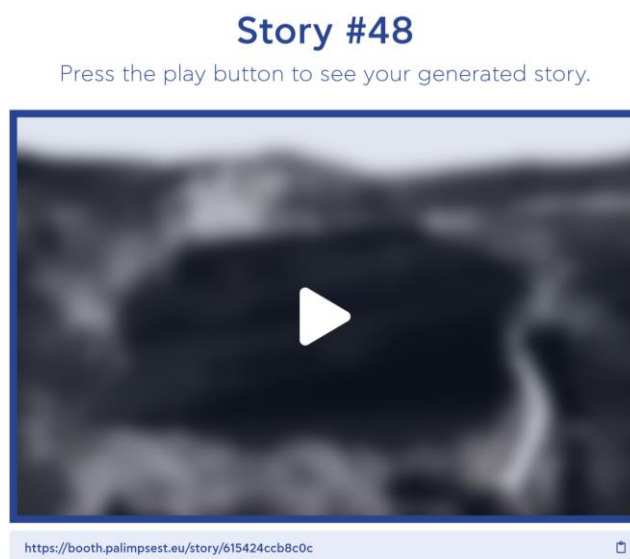 Story #48
Press the play button to see your generated story.
https://booth.palimpsest.eu/story/615424ccb8c0c